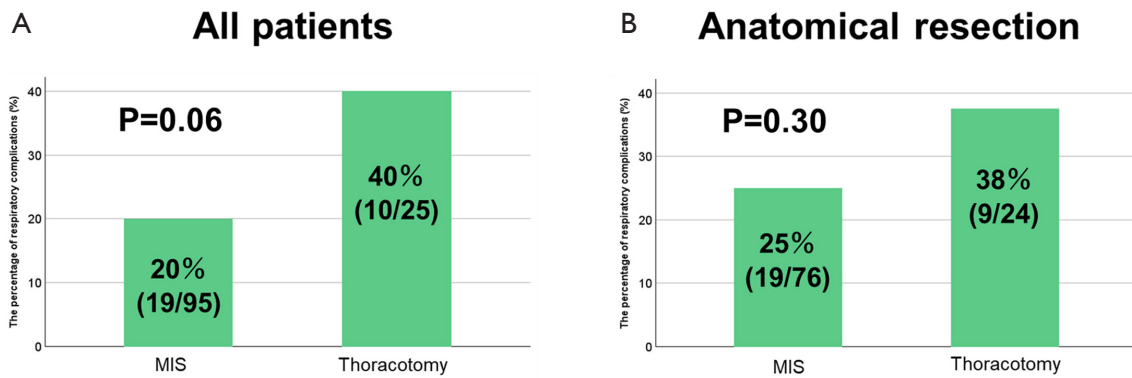 A
All patients
The percentage of respiratory complications (%)
40
30
20
10
0
P=0.06
20%
(19/95)
40%
(10/25)
MIS
Thoracotomy
B
Anatomical resection
The percentage of respiratory complications (%)
40
30
20
10
0
P=0.30
25%
(19/76)
38%
(9/24)
MIS
Thoracotomy